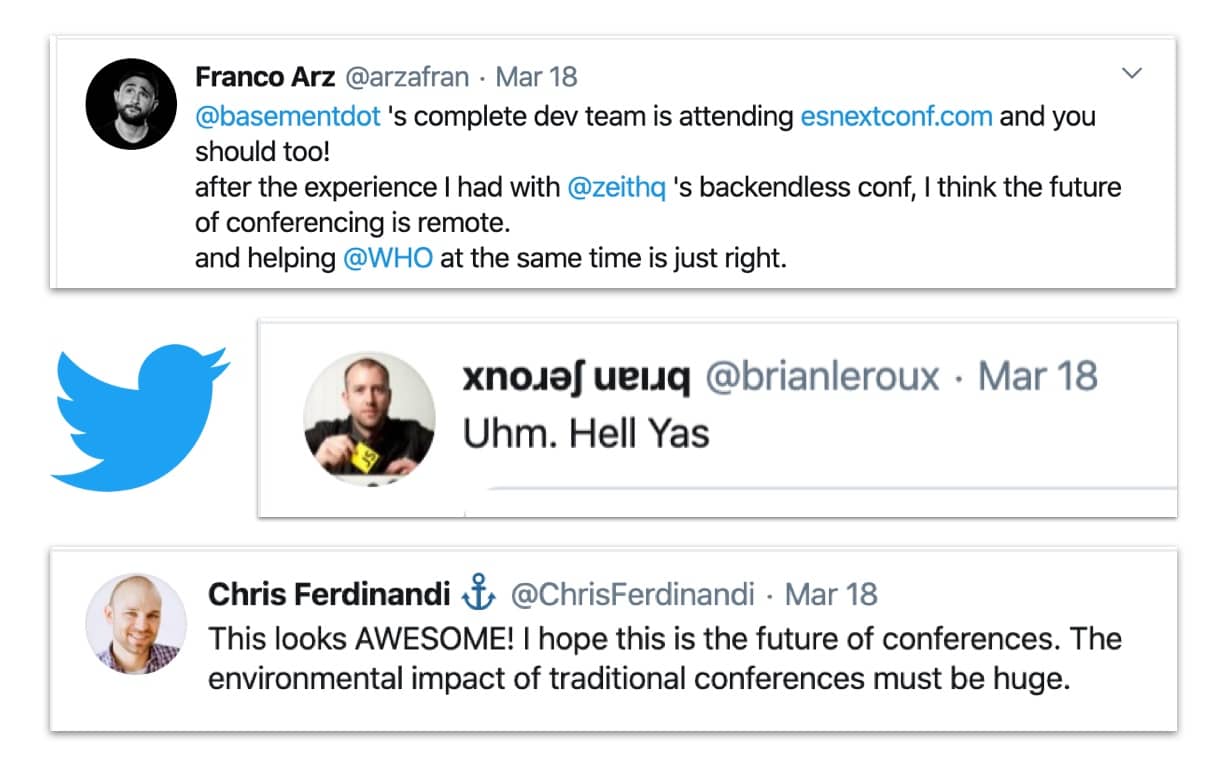 Franco Arz @arzafran · Mar 18
@basementdot 's complete dev team is attending esnextconf.com and you
should too!
after the experience I had with @zeithq 's backendless conf, I think the future
of conferencing is remote.
and helping @WHO at the same time is just right.
xnoɹǝʃ uɐıɹq @brianleroux · Mar 18
Uhm. Hell Yas
JS
Chris Ferdinandi ⚓ @ChrisFerdinandi · Mar 18
This looks AWESOME! I hope this is the future of conferences. The
environmental impact of traditional conferences must be huge.